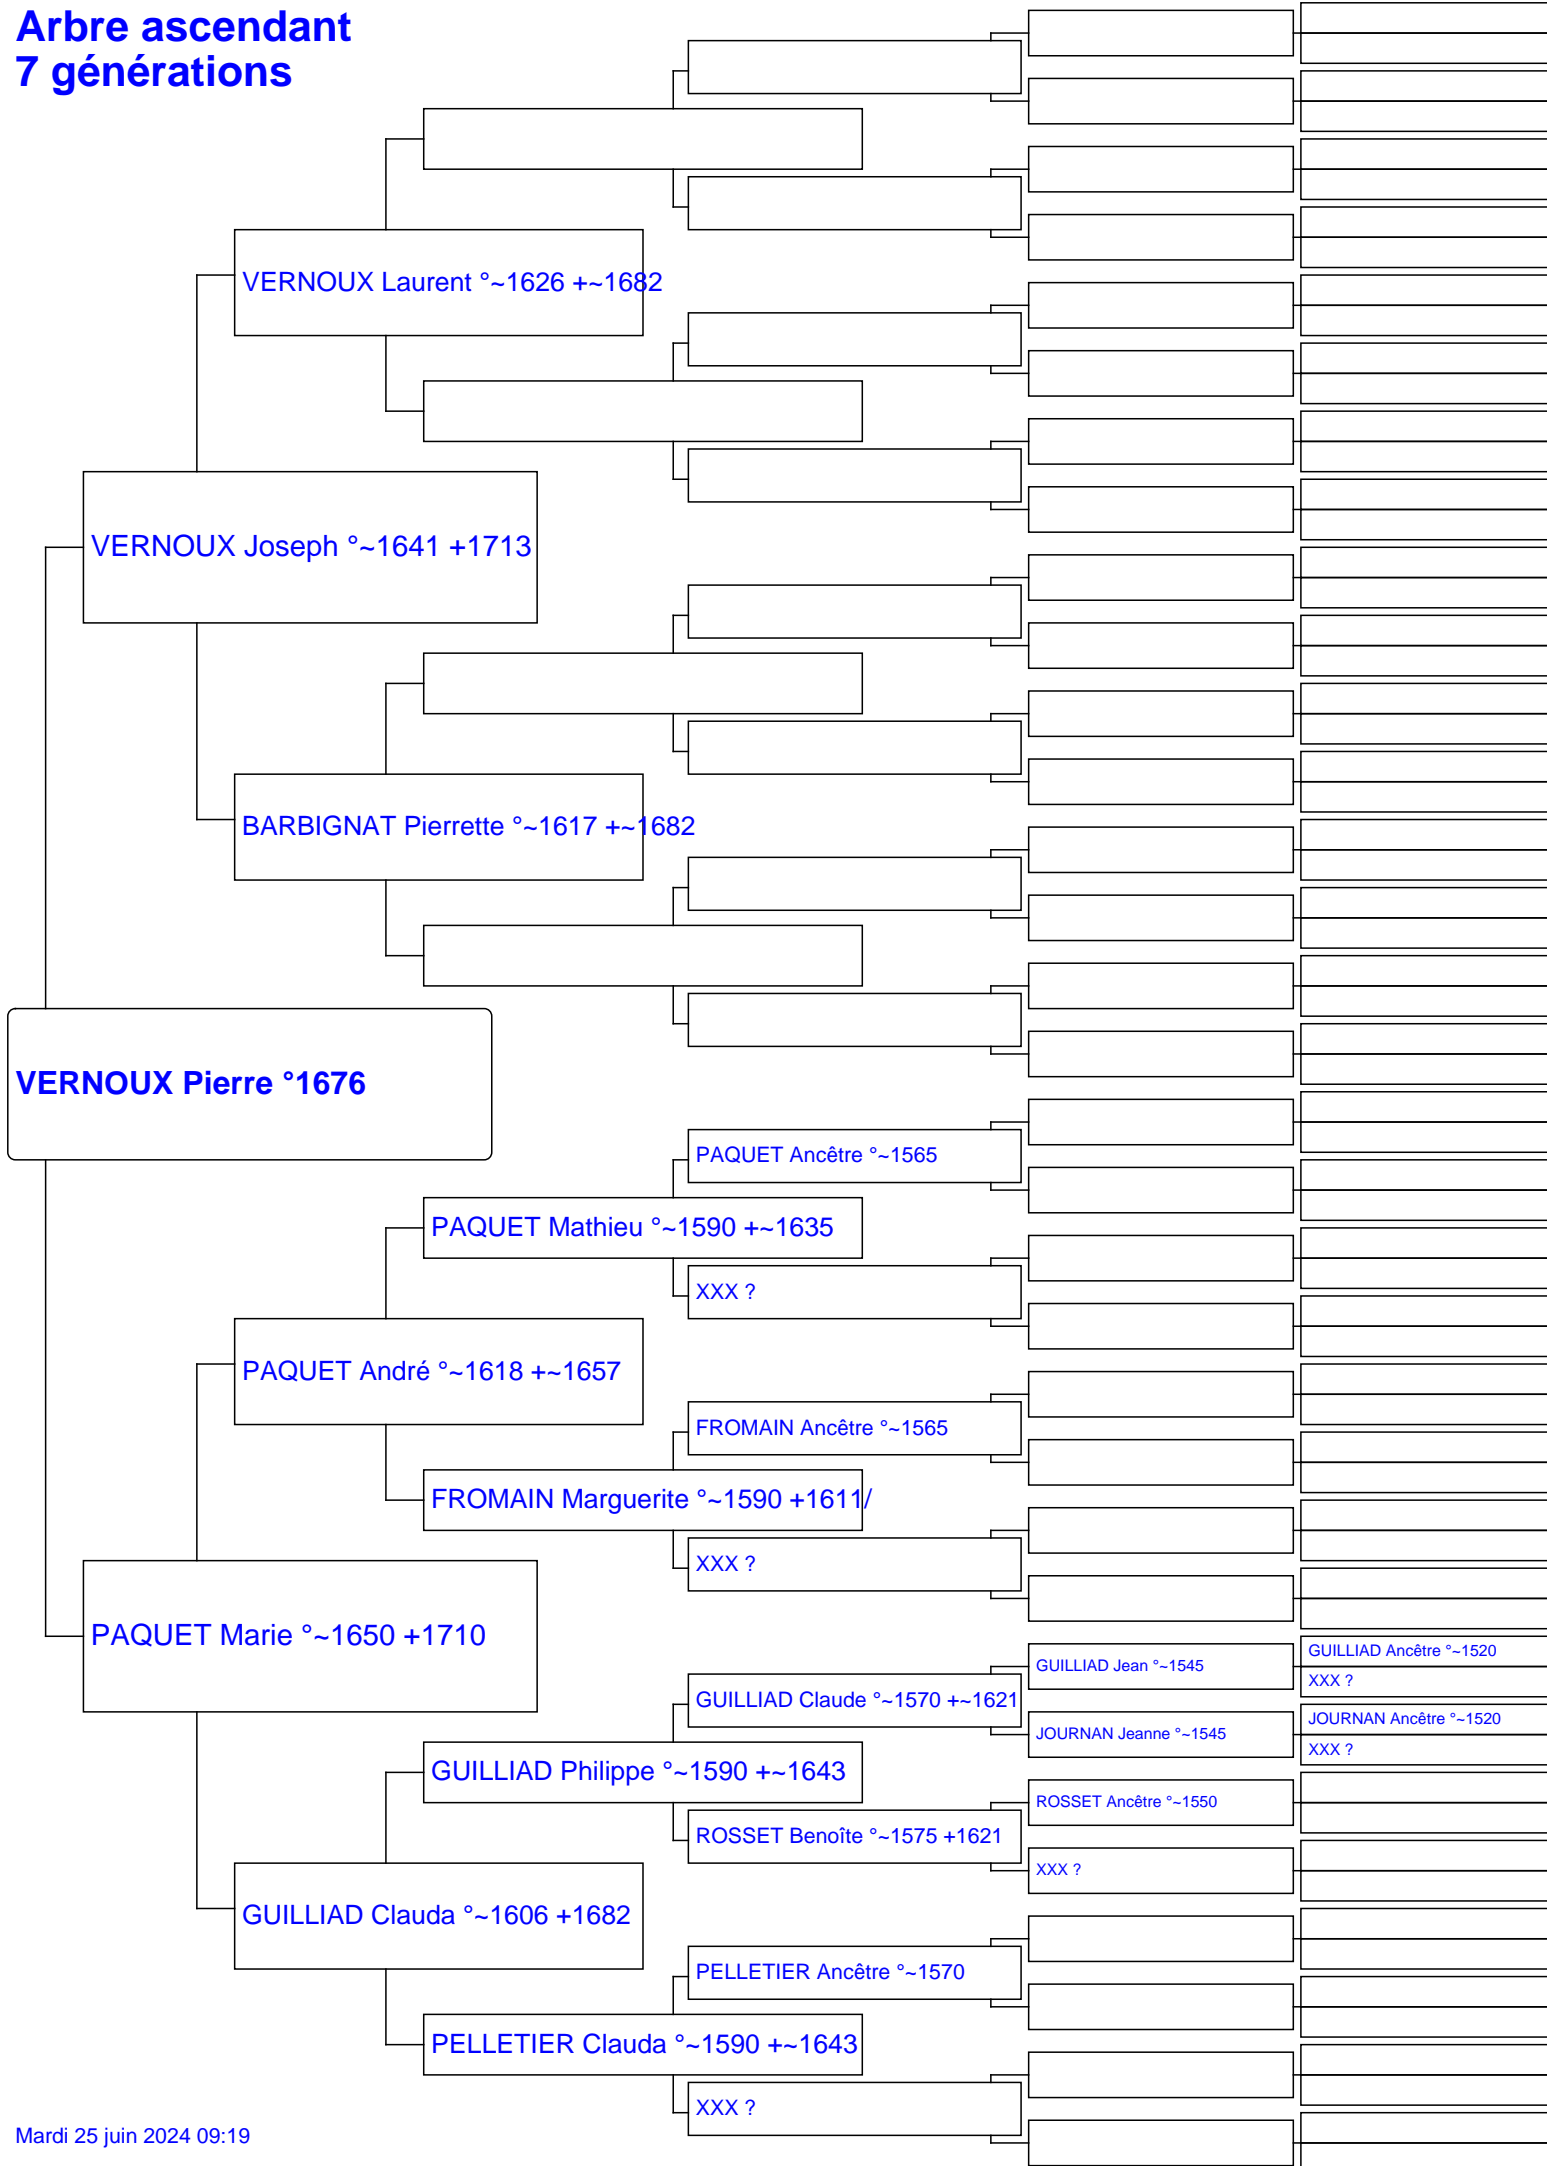 Arbre ascendant
7 générations
VERNOUX Laurent °~1626 +~1682
VERNOUX Joseph °~1641 +1713
BARBIGNAT Pierrette °~1617 +~1682
VERNOUX Pierre °1676
PAQUET Ancêtre °~1565
PAQUET Mathieu °~1590 +~1635
XXX ?
PAQUET André °~1618 +~1657
FROMAIN Ancêtre °~1565
FROMAIN Marguerite °~1590 +1611/
XXX ?
PAQUET Marie °~1650 +1710
GUILLIAD Ancêtre °~1520
GUILLIAD Jean °~1545
XXX ?
GUILLIAD Claude °~1570 +~1621
JOURNAN Ancêtre °~1520
JOURNAN Jeanne °~1545
XXX ?
GUILLIAD Philippe °~1590 +~1643
ROSSET Ancêtre °~1550
ROSSET Benoîte °~1575 +1621
XXX ?
GUILLIAD Clauda °~1606 +1682
PELLETIER Ancêtre °~1570
PELLETIER Clauda °~1590 +~1643
XXX ?
Mardi 25 juin 2024 09:19